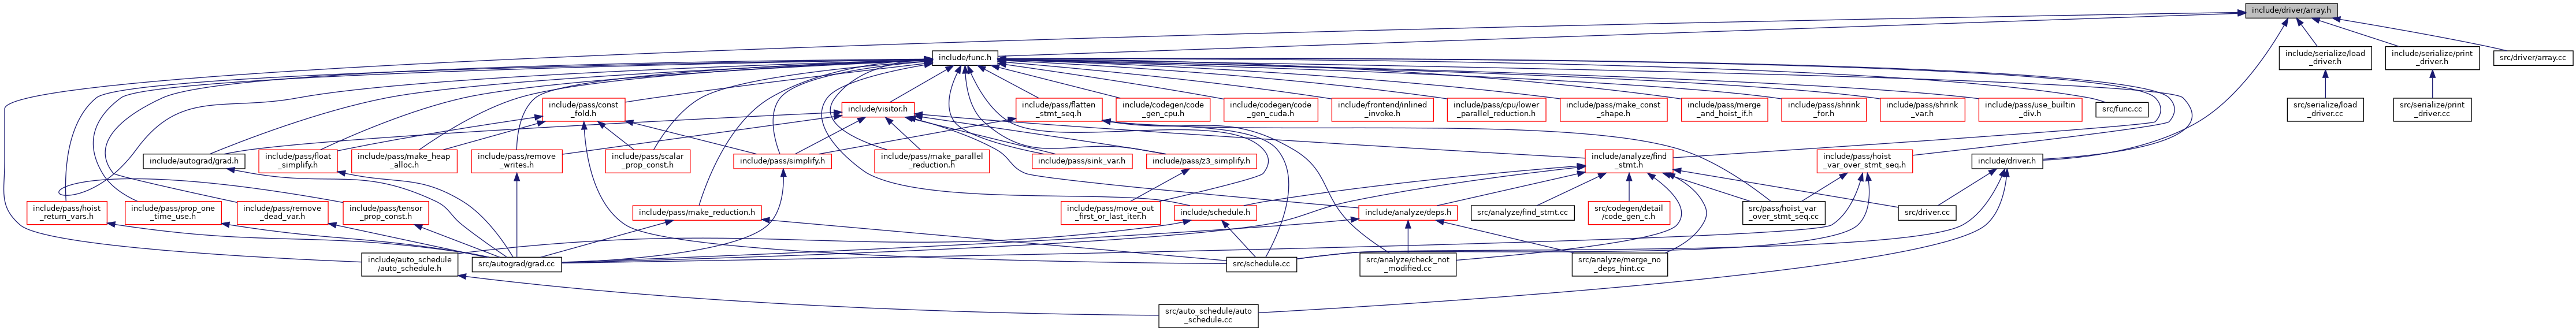 include/driver/array.h
include/func.h
include/serialize/load
_driver.h
include/serialize/print
_driver.h
src/driver/array.cc
include/pass/const
_fold.h
include/visitor.h
include/pass/flatten
_stmt_seq.h
include/codegen/code
_gen_cpu.h
include/codegen/code
_gen_cuda.h
include/frontend/inlined
_invoke.h
include/pass/cpu/lower
_parallel_reduction.h
include/pass/make_const
_shape.h
include/pass/merge
_and_hoist_if.h
include/pass/shrink
_for.h
include/pass/shrink
_var.h
include/pass/use_builtin
_div.h
src/func.cc
src/serialize/load
_driver.cc
src/serialize/print
_driver.cc
include/autograd/grad.h
include/pass/float
_simplify.h
include/pass/make_heap
_alloc.h
include/pass/remove
_writes.h
include/pass/scalar
_prop_const.h
include/pass/simplify.h
include/pass/make_parallel
_reduction.h
include/pass/sink_var.h
include/pass/z3_simplify.h
include/analyze/find
_stmt.h
include/pass/hoist
_var_over_stmt_seq.h
include/driver.h
include/pass/hoist
_return_vars.h
include/pass/prop_one
_time_use.h
include/pass/remove
_dead_var.h
include/pass/tensor
_prop_const.h
include/pass/make_reduction.h
include/pass/move_out
_first_or_last_iter.h
include/schedule.h
include/analyze/deps.h
src/analyze/find_stmt.cc
src/codegen/detail
/code_gen_c.h
src/pass/hoist_var
_over_stmt_seq.cc
src/driver.cc
include/auto_schedule
/auto_schedule.h
src/autograd/grad.cc
src/schedule.cc
src/analyze/check_not
_modified.cc
src/analyze/merge_no
_deps_hint.cc
src/auto_schedule/auto
_schedule.cc